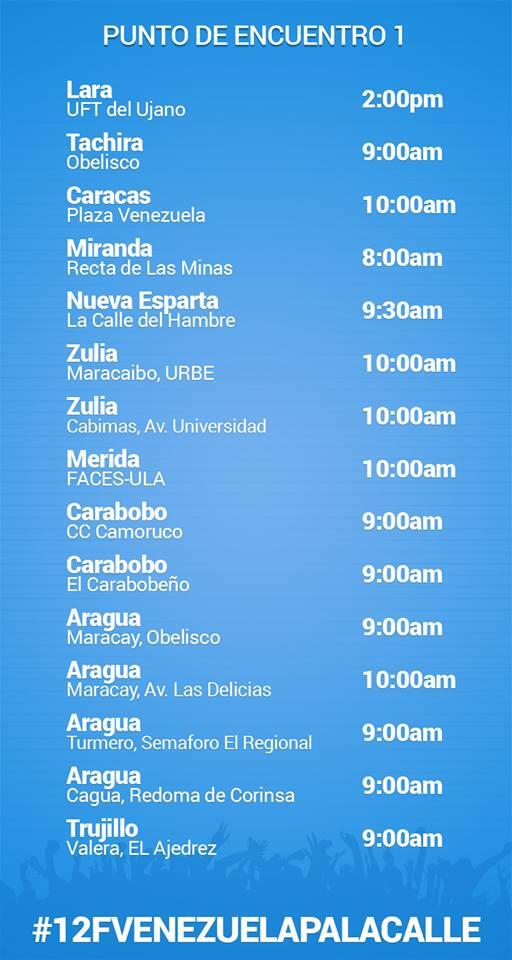 PUNTO DE ENCUENTRO 1
Lara
UFT del Ujano
2:00pm
Tachira
Obelisco
9:00am
Caracas
Plaza Venezuela
10:00am
Miranda
Recta de Las Minas
8:00am
Nueva Esparta
La Calle del Hambre
9:30am
Zulia
Maracaibo, URBE
10:00am
Zulia
Cabimas, Av. Universidad
10:00am
Merida
FACES-ULA
10:00am
Carabobo
CC Camoruco
9:00am
Carabobo
El Carabobeño
9:00am
Aragua
Maracay, Obelisco
9:00am
Aragua
Maracay, Av. Las Delicias
10:00am
Aragua
Turmero, Semaforo El Regional
9:00am
Aragua
Cagua, Redoma de Corinsa
9:00am
Trujillo
Valera, EL Ajedrez
9:00am
#12FVENEZUELAPALACALLE